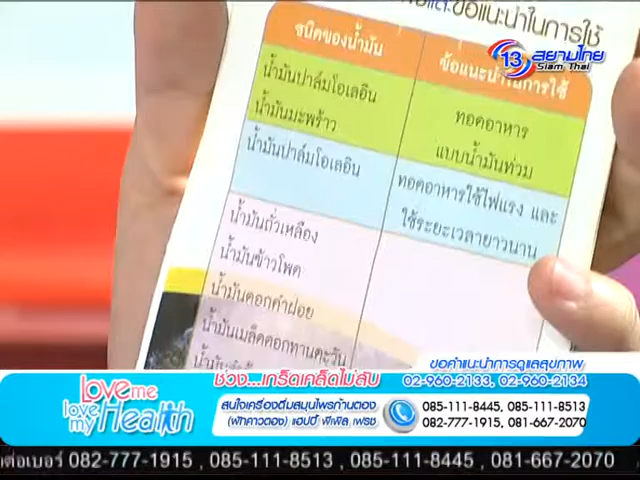 ขอแนะนำในการใช้
13 สยามไทย
Siam Thai
ชนิดของน้ำมัน
ข้อแนะนำในการใช้
น้ำมันปาล์มโอเลอิน
น้ำมันมะพร้าว
ทอดอาหาร
แบบน้ำมันท่วม
น้ำมันปาล์มโอเลอิน
ทอดอาหารใช้ไฟแรง และ
ใช้ระยะเวลายาวนาน
น้ำมันถั่วเหลือง
น้ำมันข้าวโพด
น้ำมันดอกคำฝอย
น้ำมันเมล็ดดอกทานตะวัน
Love me
love my Health
ช่วง...เกร็ดเคล็ดไม่ลับ
ขอคำแนะนำการดูแลสุขภาพ
02-960-2133, 02-960-2134
สนใจเครื่องดื่มสมุนไพรก้านตอง
(ฟักคาวตอง) แฮปปี้ พีเพิล เฟรช
085-111-8445, 085-111-8513
082-777-1915, 081-667-2070
าต่อเบอร์ 082-777-1915 , 085-111-8513 , 085-111-8445 , 081-667-2070